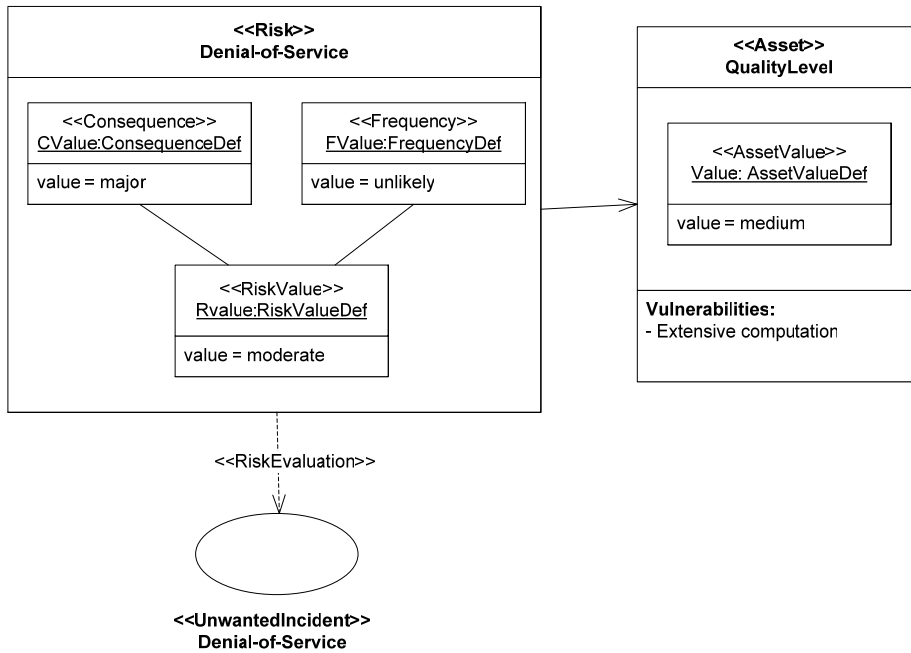 <<Risk>>
Denial-of-Service
<<Consequence>>
CValue:ConsequenceDef
value = major
<<Frequency>>
FValue:FrequencyDef
value = unlikely
<<RiskValue>>
Rvalue:RiskValueDef
value = moderate
<<Asset>>
QualityLevel
<<AssetValue>>
Value: AssetValueDef
value = medium
Vulnerabilities:
- Extensive computation
<<RiskEvaluation>>
<<UnwantedIncident>>
Denial-of-Service